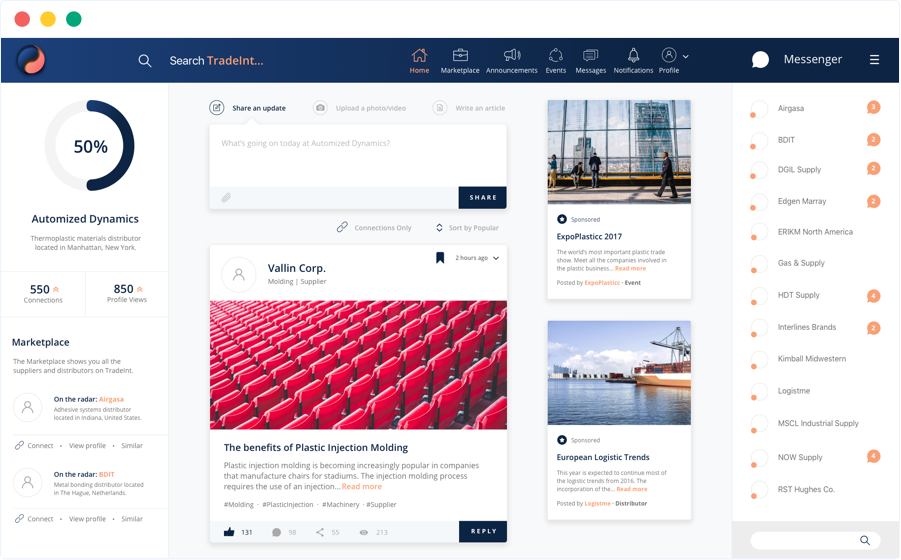 Search TradeInt...
Home
Marketplace
Announcements
Events
Messages
Notifications
Profile
Messenger
50%
Automized Dynamics
Thermoplastic materials distributor
located in Manhattan, New York.
550
Connections
850
Profile Views
Marketplace
The Marketplace shows you all the
suppliers and distributors on TradeInt.
On the radar: Airgasa
Adhesive systems distributor
located in Indiana, United States.
Connect • View profile • Similar
On the radar: BDIT
Metal bonding distributor located
in The Hague, Netherlands.
Connect • View profile • Similar
Share an update
Upload a photo/video
Write an article
What's going on today at Automized Dynamics?
SHARE
Connections Only
Sort by Popular
Vallin Corp.
Molding | Supplier
2 hours ago
The benefits of Plastic Injection Molding
Plastic injection molding is becoming increasingly popular in companies
that manufacture chairs for stadiums. The injection molding process
requires the use of an injection... Read more
#Molding · #PlasticInjection · #Machinery · #Supplier
131
98
55
213
REPLY
Sponsored
ExpoPlasticc 2017
The world's most important plastic trade
show. Meet all the companies involved in
the plastic business... Read more
Posted by ExpoPlasticc · Event
Sponsored
European Logistic Trends
This year is expected to continue most of
the logistic trends from 2016. The
incorporation of the... Read more
Posted by Logistme · Distributor
Airgasa 3
BDIT 2
DGIL Supply 2
Edgen Marray 2
ERIKM North America
Gas & Supply
HDT Supply 4
Interlines Brands 2
Kimball Midwestern
Logistme
MSCL Industrial Supply
NOW Supply 4
RST Hughes Co.